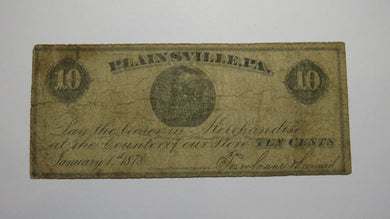 PLAINSVILLE, PA.
10 10
Pay the bearer in Merchandise
at the Counter of our Store TEN CENTS
January 1st 1878